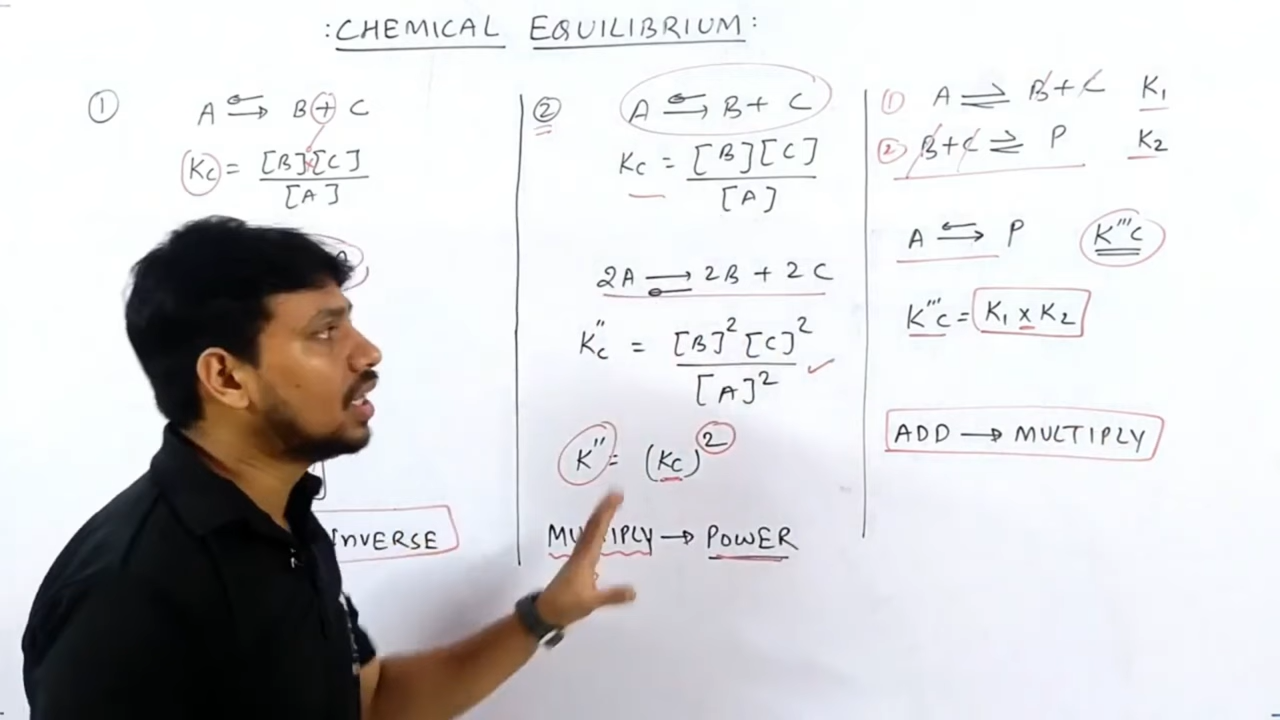 :CHEMICAL EQUILIBRIUM:
① A ⇌ B + C
Kc = [B]x[C]
[A]
INVERSE
② A ⇌ B + C
Kc = [B][C]
[A]
2A ⇌ 2B + 2C
K''c = [B]² [C]²
[A]²
K'' = (Kc)²
MULTIPLY → POWER
① A ⇌ B + C K₁
② B + C ⇌ P K₂
A ⇌ P K'''c
K'''c = K₁ x K₂
ADD → MULTIPLY